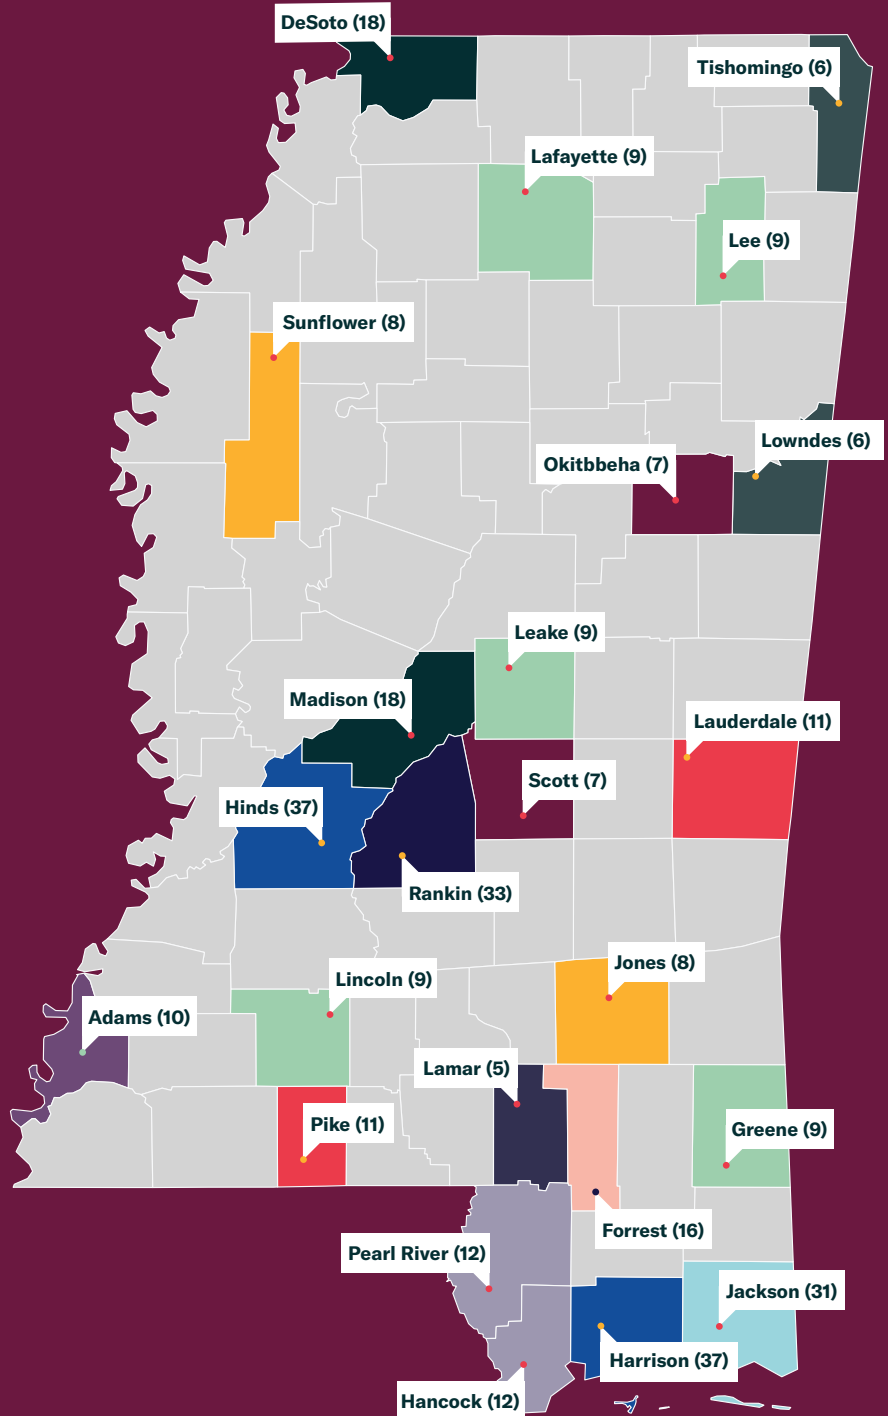 DeSoto (18)
Tishomingo (6)
Lafayette (9)
Lee (9)
Sunflower (8)
Lowndes (6)
Okitbbeha (7)
Leake (9)
Madison (18)
Lauderdale (11)
Scott (7)
Hinds (37)
Rankin (33)
Jones (8)
Lincoln (9)
Adams (10)
Lamar (5)
Pike (11)
Greene (9)
Forrest (16)
Pearl River (12)
Jackson (31)
Harrison (37)
Hancock (12)